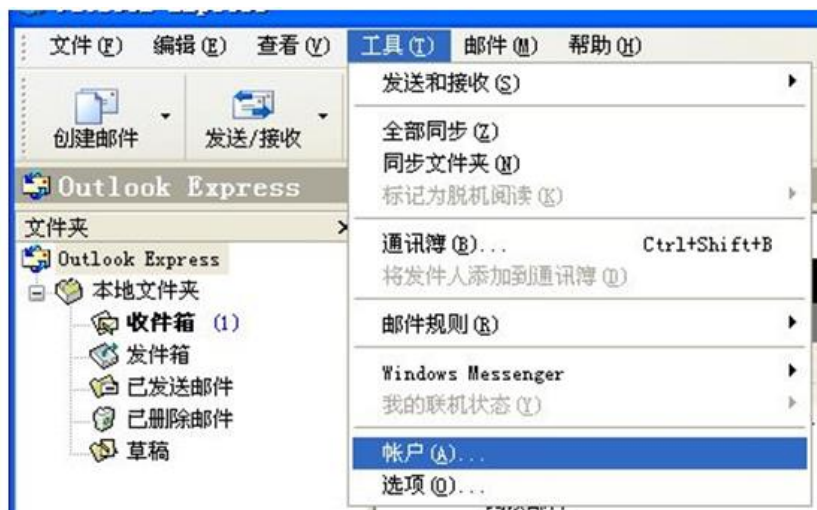 文件(F) 编辑(E) 查看(V) 工具(T) 邮件(M) 帮助(H)
创建邮件 发送/接收
Outlook Express
文件夹
Outlook Express
本地文件夹
收件箱 (1)
发件箱
已发送邮件
已删除邮件
草稿
发送和接收(S)
全部同步(Z)
同步文件夹(N)
标记为脱机阅读(K)
通讯簿(B)... Ctrl+Shift+B
将发件人添加到通讯簿(D)
邮件规则(R)
Windows Messenger
我的联机状态(Y)
帐户(A)...
选项(O)...